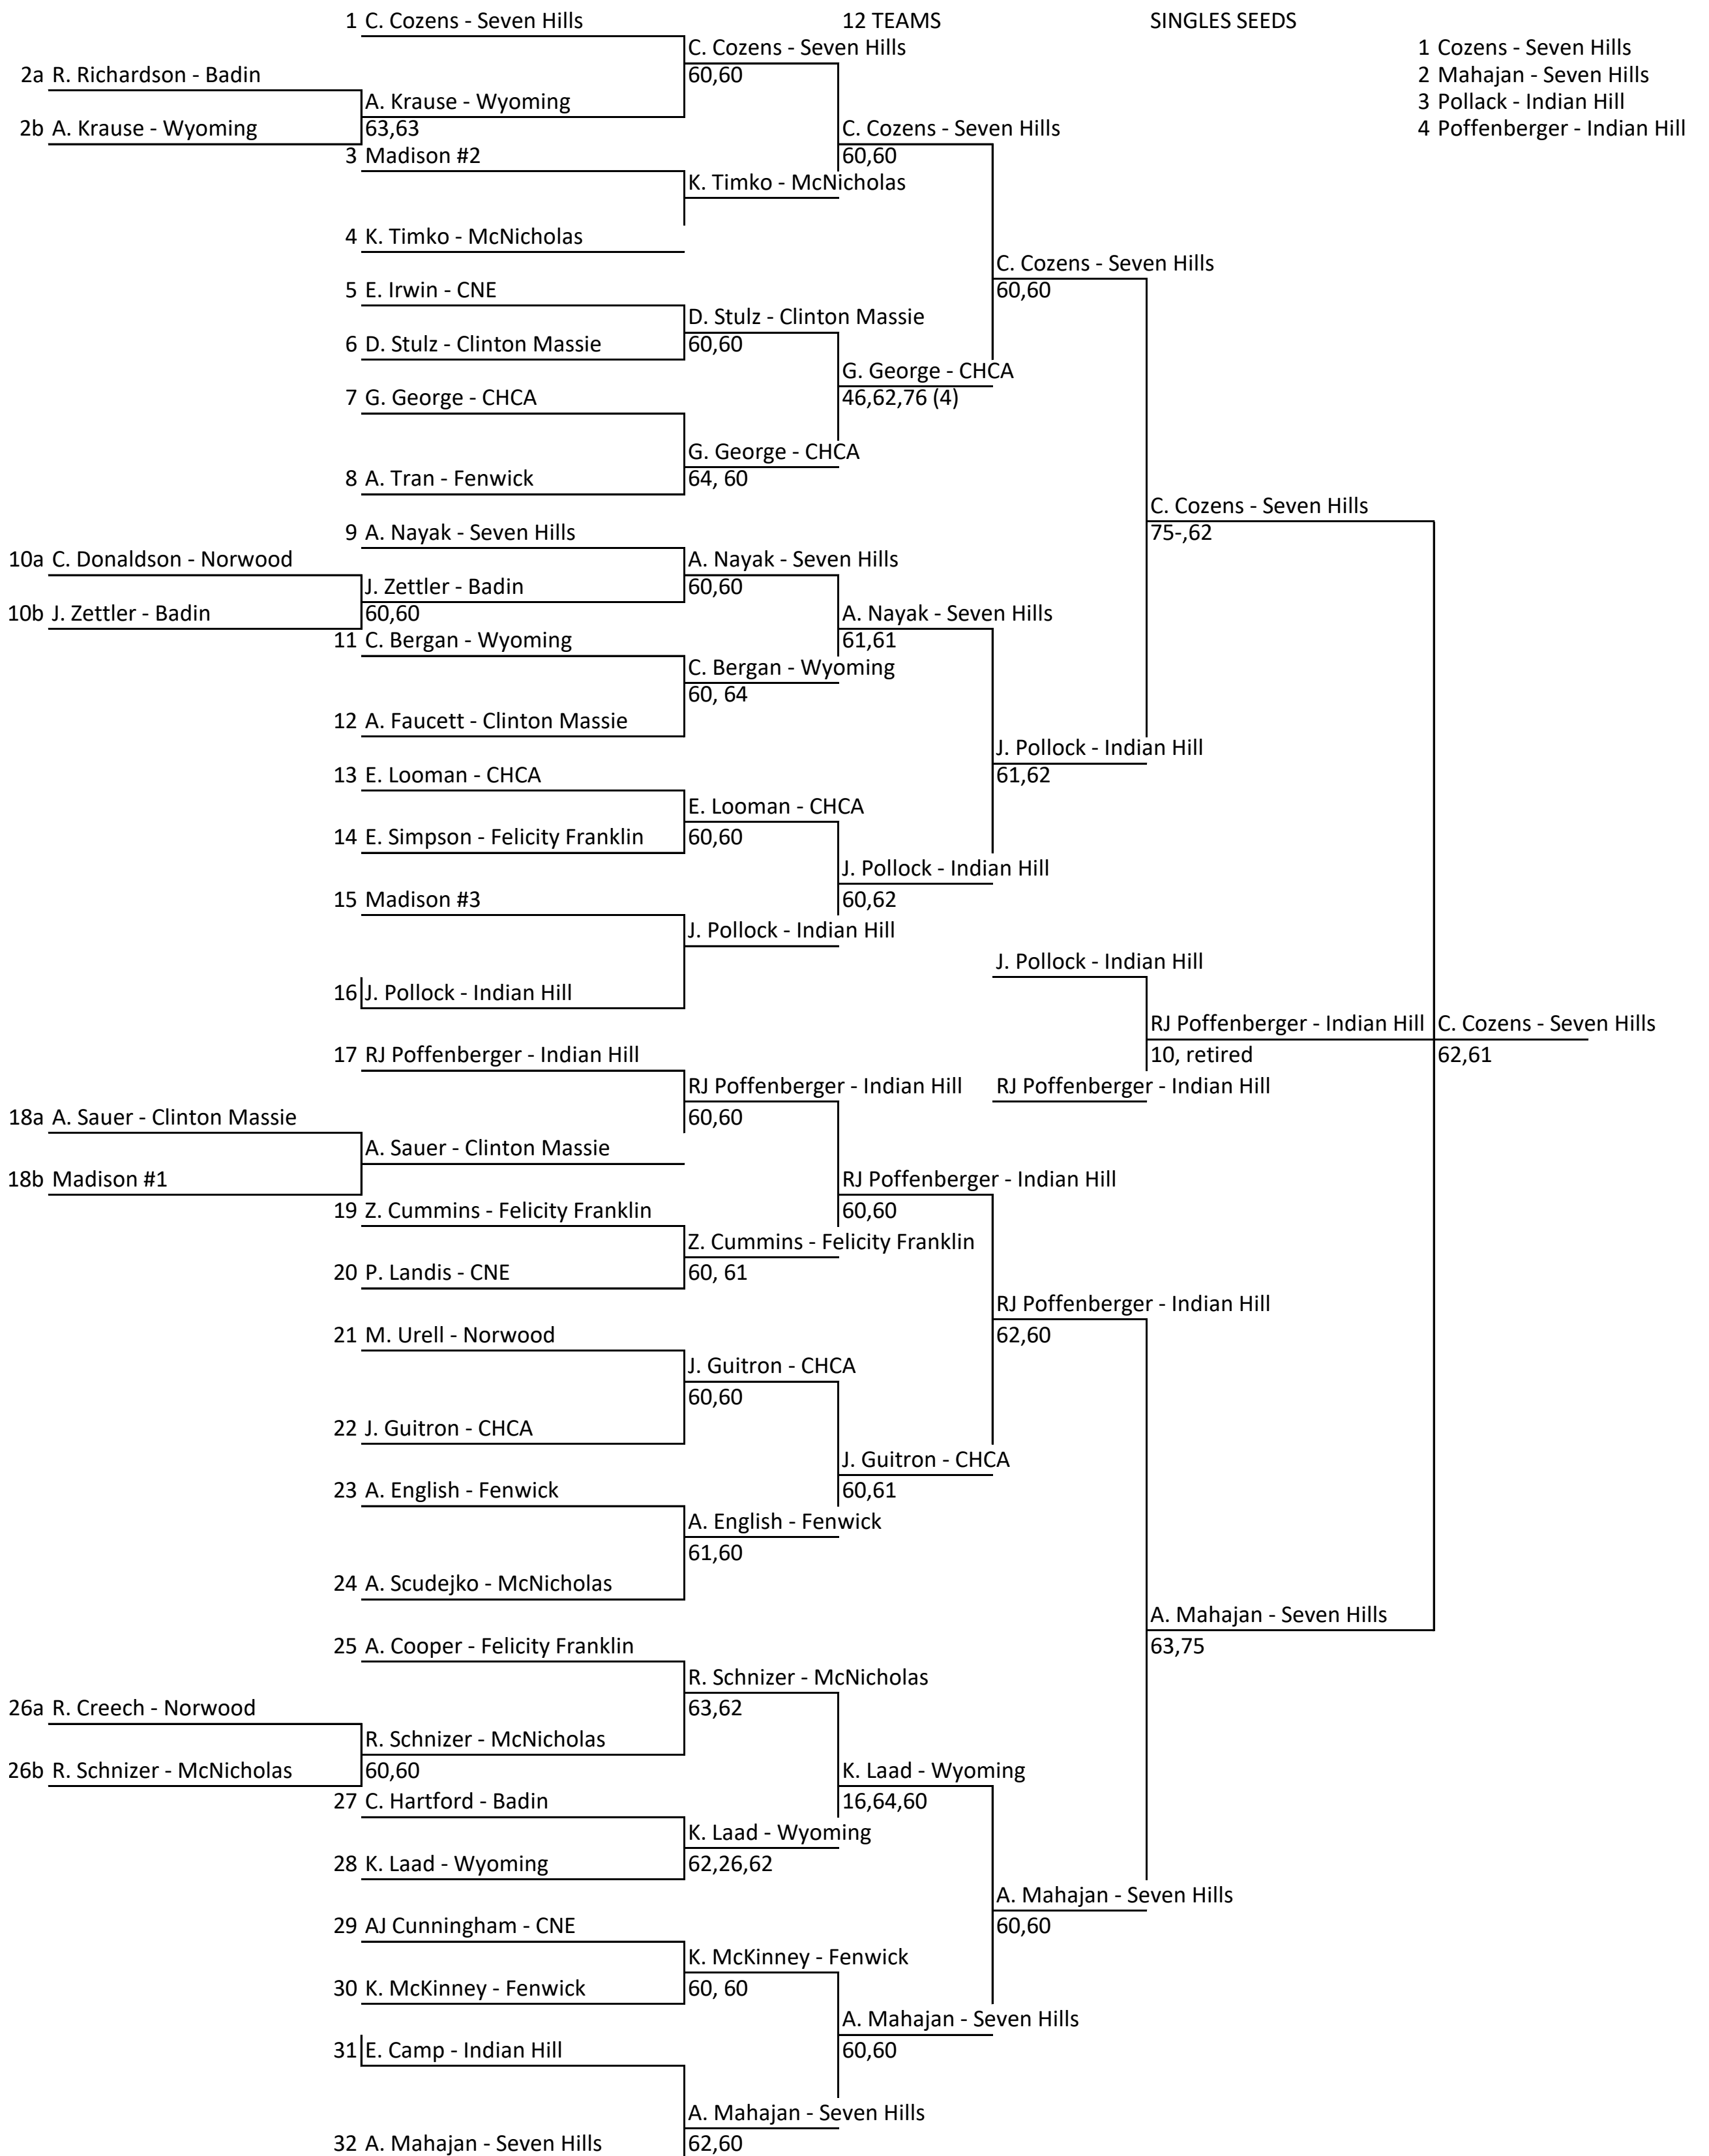 1 C. Cozens - Seven Hills 12 TEAMS SINGLES SEEDS
C. Cozens - Seven Hills 1 Cozens - Seven Hills
2a R. Richardson - Badin 60,60 2 Mahajan - Seven Hills
A. Krause - Wyoming 3 Pollack - Indian Hill
2b A. Krause - Wyoming 63,63 C. Cozens - Seven Hills 4 Poffenberger - Indian Hill
3 Madison #2 60,60
K. Timko - McNicholas
4 K. Timko - McNicholas
C. Cozens - Seven Hills
5 E. Irwin - CNE 60,60
D. Stulz - Clinton Massie
6 D. Stulz - Clinton Massie 60,60
G. George - CHCA
7 G. George - CHCA 46,62,76 (4)
G. George - CHCA
8 A. Tran - Fenwick 64, 60
C. Cozens - Seven Hills
9 A. Nayak - Seven Hills 75-,62
10a C. Donaldson - Norwood A. Nayak - Seven Hills
J. Zettler - Badin 60,60
10b J. Zettler - Badin 60,60 A. Nayak - Seven Hills
11 C. Bergan - Wyoming 61,61
C. Bergan - Wyoming
60, 64
12 A. Faucett - Clinton Massie
J. Pollock - Indian Hill
13 E. Looman - CHCA 61,62
E. Looman - CHCA
14 E. Simpson - Felicity Franklin 60,60
J. Pollock - Indian Hill
15 Madison #3 60,62
J. Pollock - Indian Hill
J. Pollock - Indian Hill
16 J. Pollock - Indian Hill
RJ Poffenberger - Indian Hill C. Cozens - Seven Hills
17 RJ Poffenberger - Indian Hill 10, retired 62,61
RJ Poffenberger - Indian Hill RJ Poffenberger - Indian Hill
18a A. Sauer - Clinton Massie 60,60
A. Sauer - Clinton Massie
18b Madison #1 RJ Poffenberger - Indian Hill
19 Z. Cummins - Felicity Franklin 60,60
Z. Cummins - Felicity Franklin
20 P. Landis - CNE 60, 61
RJ Poffenberger - Indian Hill
21 M. Urell - Norwood 62,60
J. Guitron - CHCA
60,60
22 J. Guitron - CHCA
J. Guitron - CHCA
23 A. English - Fenwick 60,61
A. English - Fenwick
61,60
24 A. Scudejko - McNicholas
A. Mahajan - Seven Hills
25 A. Cooper - Felicity Franklin 63,75
R. Schnizer - McNicholas
26a R. Creech - Norwood 63,62
R. Schnizer - McNicholas
26b R. Schnizer - McNicholas 60,60 K. Laad - Wyoming
27 C. Hartford - Badin 16,64,60
K. Laad - Wyoming
28 K. Laad - Wyoming 62,26,62
A. Mahajan - Seven Hills
29 AJ Cunningham - CNE 60,60
K. McKinney - Fenwick
30 K. McKinney - Fenwick 60, 60
A. Mahajan - Seven Hills
31 E. Camp - Indian Hill 60,60
A. Mahajan - Seven Hills
32 A. Mahajan - Seven Hills 62,60